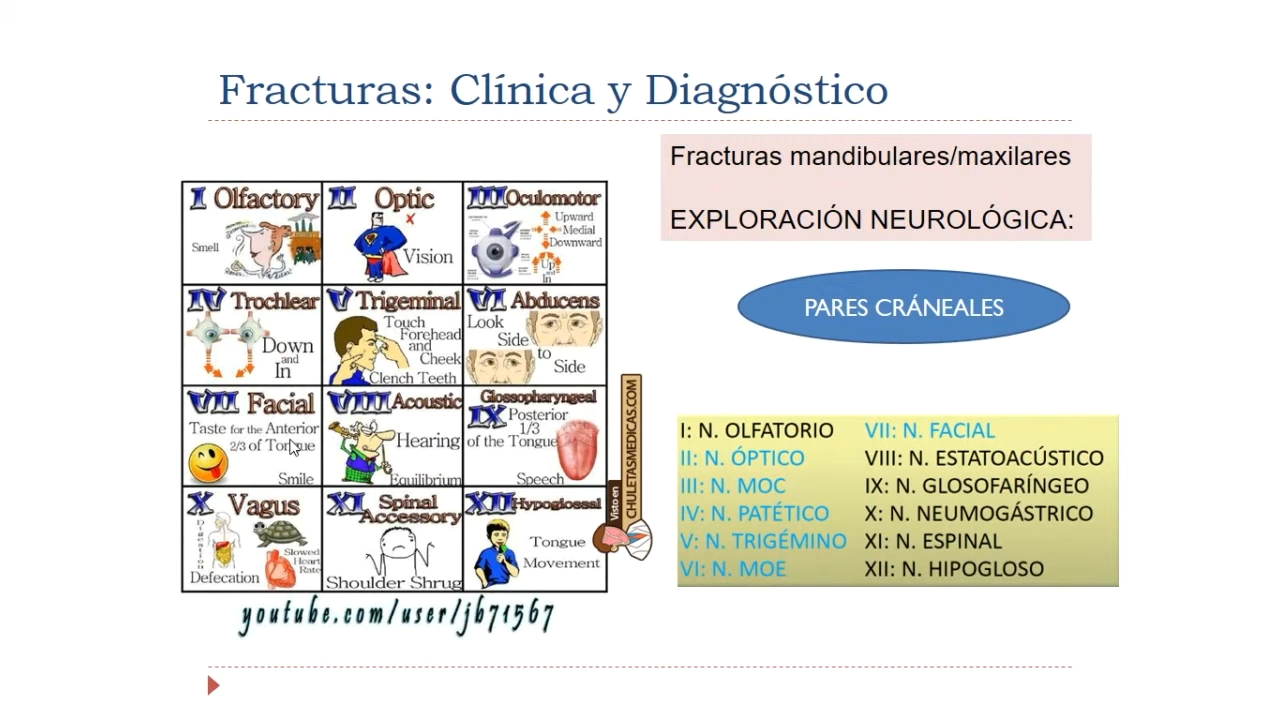 Fracturas: Clínica y Diagnóstico
Fracturas mandibulares/maxilares
EXPLORACIÓN NEUROLÓGICA:
PARES CRÁNEALES
I Olfactory
Smell
II Optic
Vision
III Oculomotor
Upward
Medial
Downward
Up
and
In
IV Trochlear
Down
and
In
V Trigeminal
Touch
Forehead
and
Cheek
Clench Teeth
VI Abducens
Look
Side
to
Side
VII Facial
Taste for the Anterior
2/3 of Tongue
Smile
VIII Acoustic
Hearing
Equilibrium
Glossopharyngeal
IX Posterior
1/3
of the Tongue
Speech
X Vagus
Digestion
Slowed
Heart
Rate
Defecation
XI Spinal
Accessory
Shoulder Shrug
XII Hypoglossal
Tongue
Movement
Visto en
CHULETASMEDICAS.COM
youtube.com/user/jb71567
I: N. OLFATORIO
II: N. ÓPTICO
III: N. MOC
IV: N. PATÉTICO
V: N. TRIGÉMINO
VI: N. MOE
VII: N. FACIAL
VIII: N. ESTATOACÚSTICO
IX: N. GLOSOFARÍNGEO
X: N. NEUMOGÁSTRICO
XI: N. ESPINAL
XII: N. HIPOGLOSO